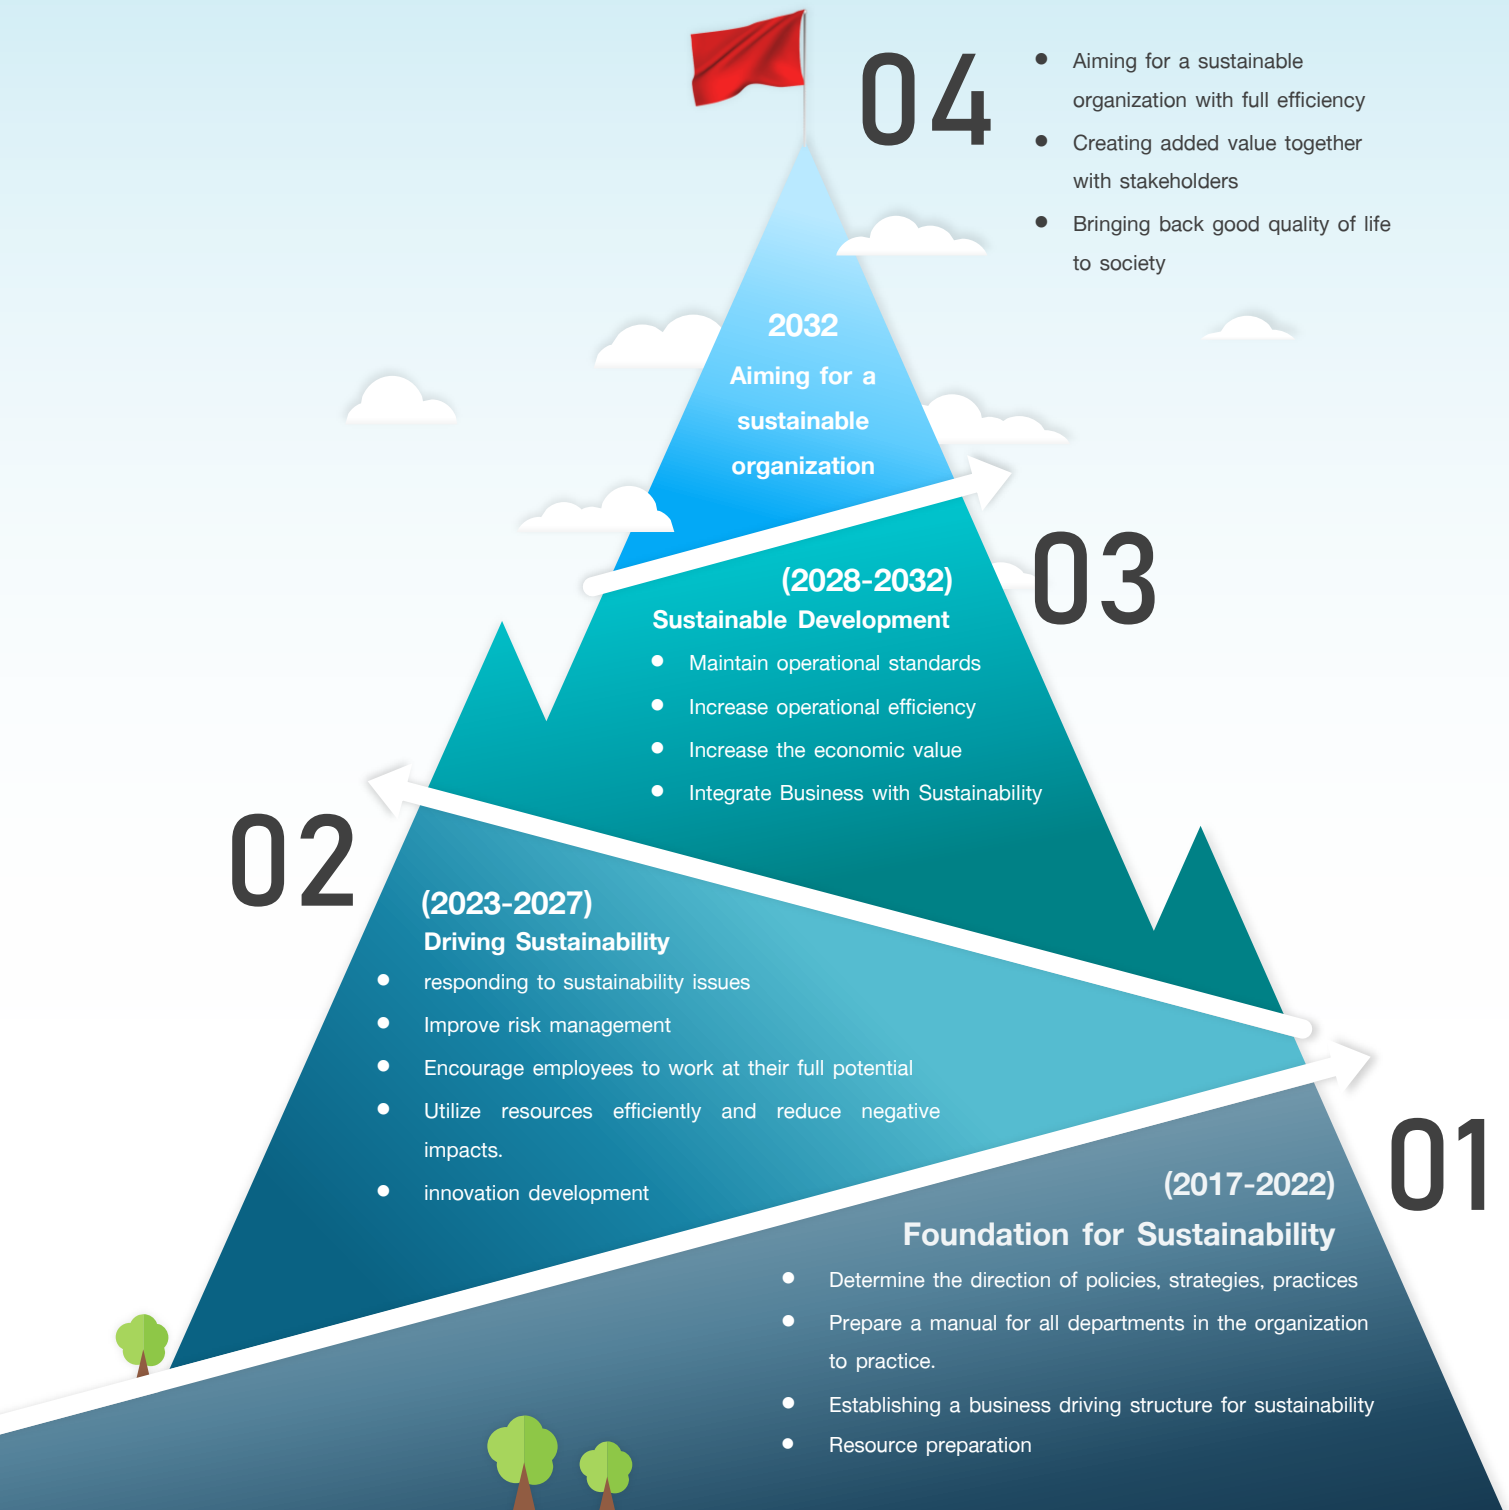 04
● Aiming for a sustainable
organization with full efficiency
● Creating added value together
with stakeholders
● Bringing back good quality of life
to society
2032
Aiming for a
sustainable
organization
03
(2028-2032)
Sustainable Development
● Maintain operational standards
● Increase operational efficiency
● Increase the economic value
● Integrate Business with Sustainability
02
(2023-2027)
Driving Sustainability
● responding to sustainability issues
● Improve risk management
● Encourage employees to work at their full potential
● Utilize resources efficiently and reduce negative
impacts.
● innovation development
01
(2017-2022)
Foundation for Sustainability
● Determine the direction of policies, strategies, practices
● Prepare a manual for all departments in the organization
to practice.
● Establishing a business driving structure for sustainability
● Resource preparation